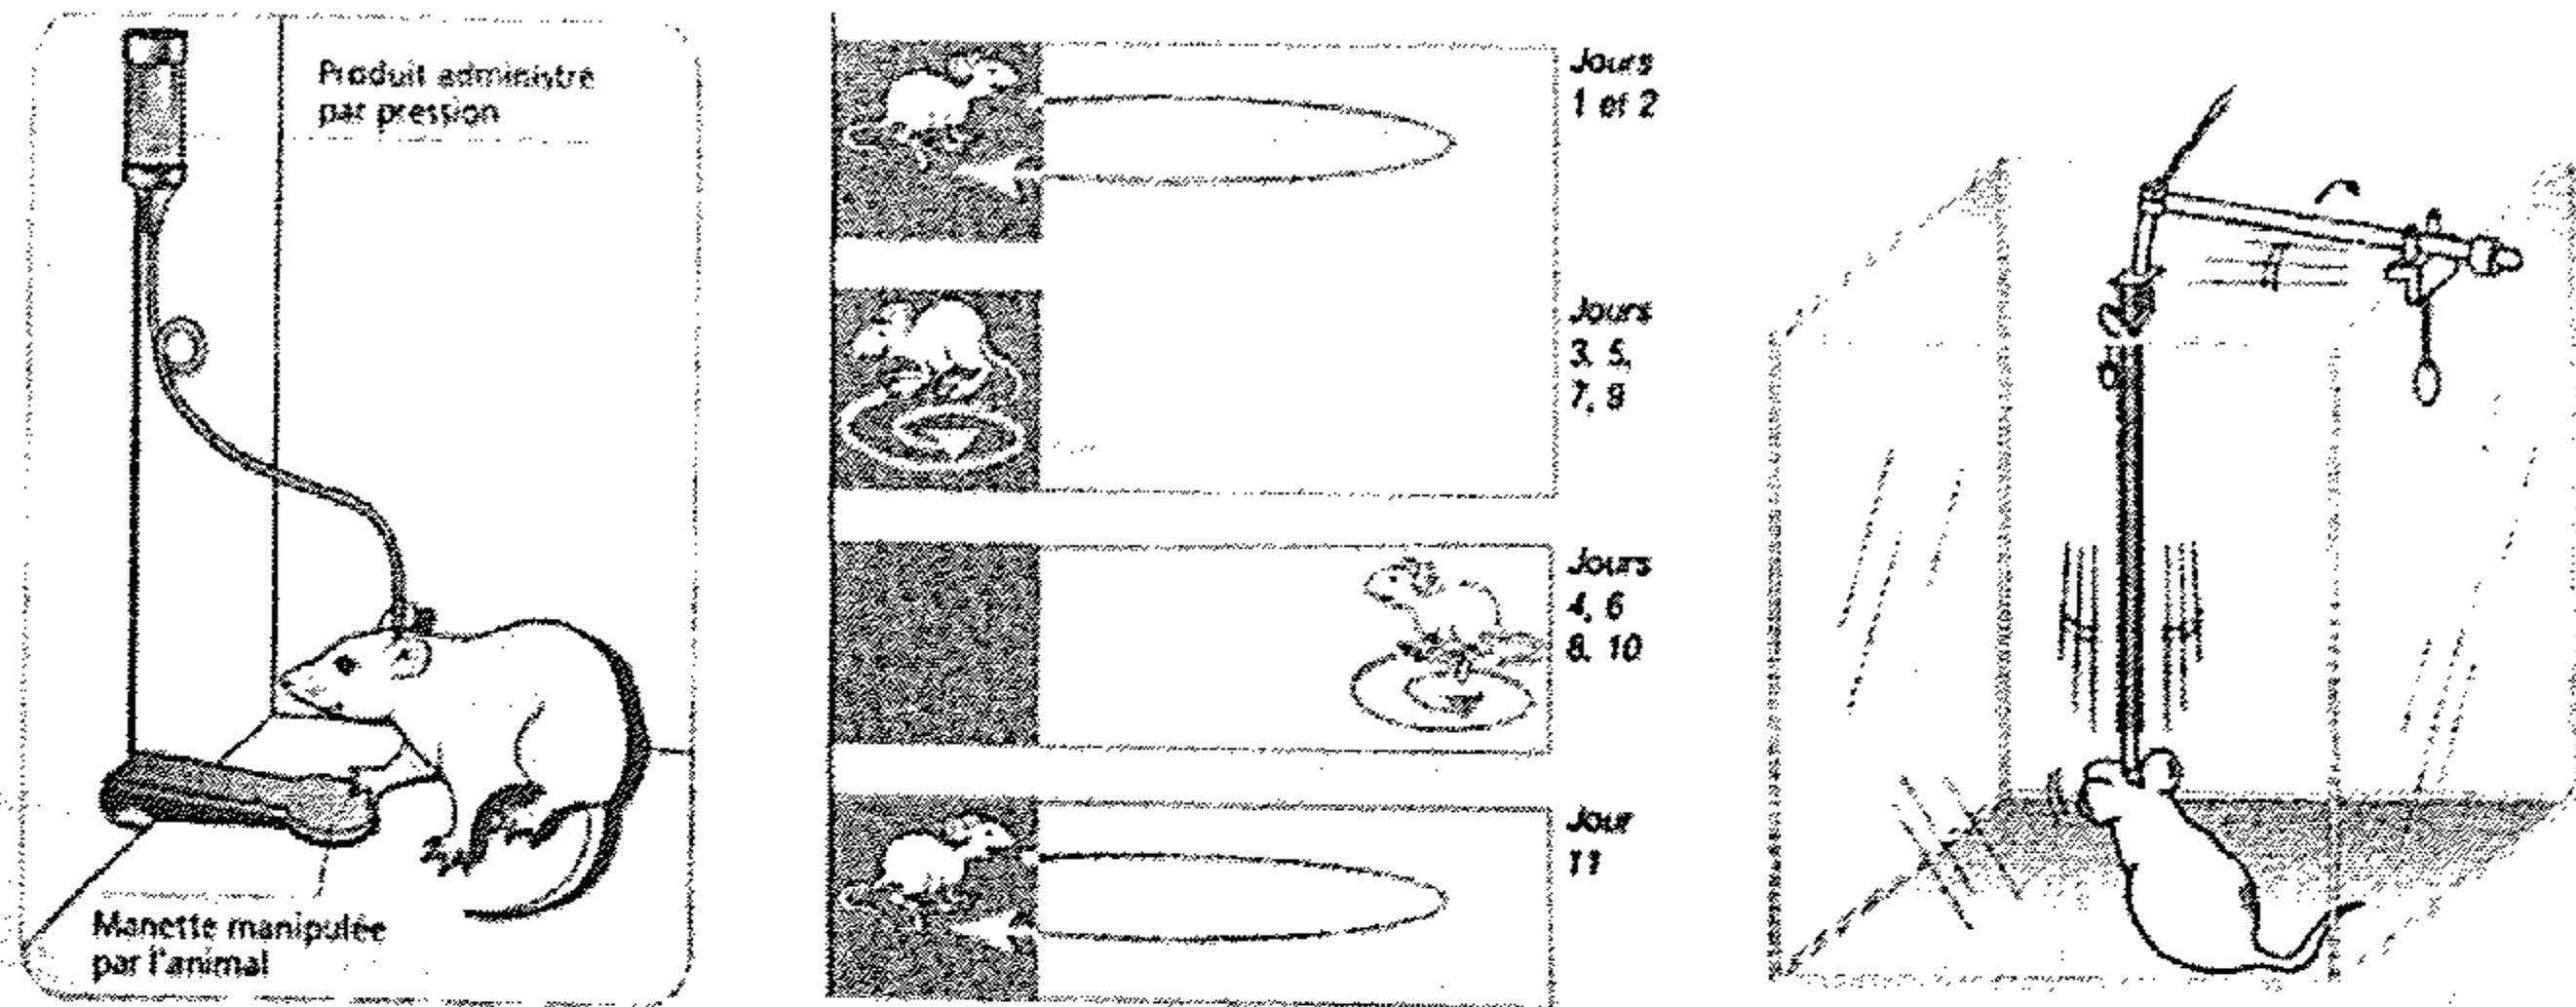 Produit administré
par pression
Manette manipulée
par l'animal
Jours
1 et 2
Jours
3, 5,
7, 9
Jours
4, 6
8, 10
Jour
11